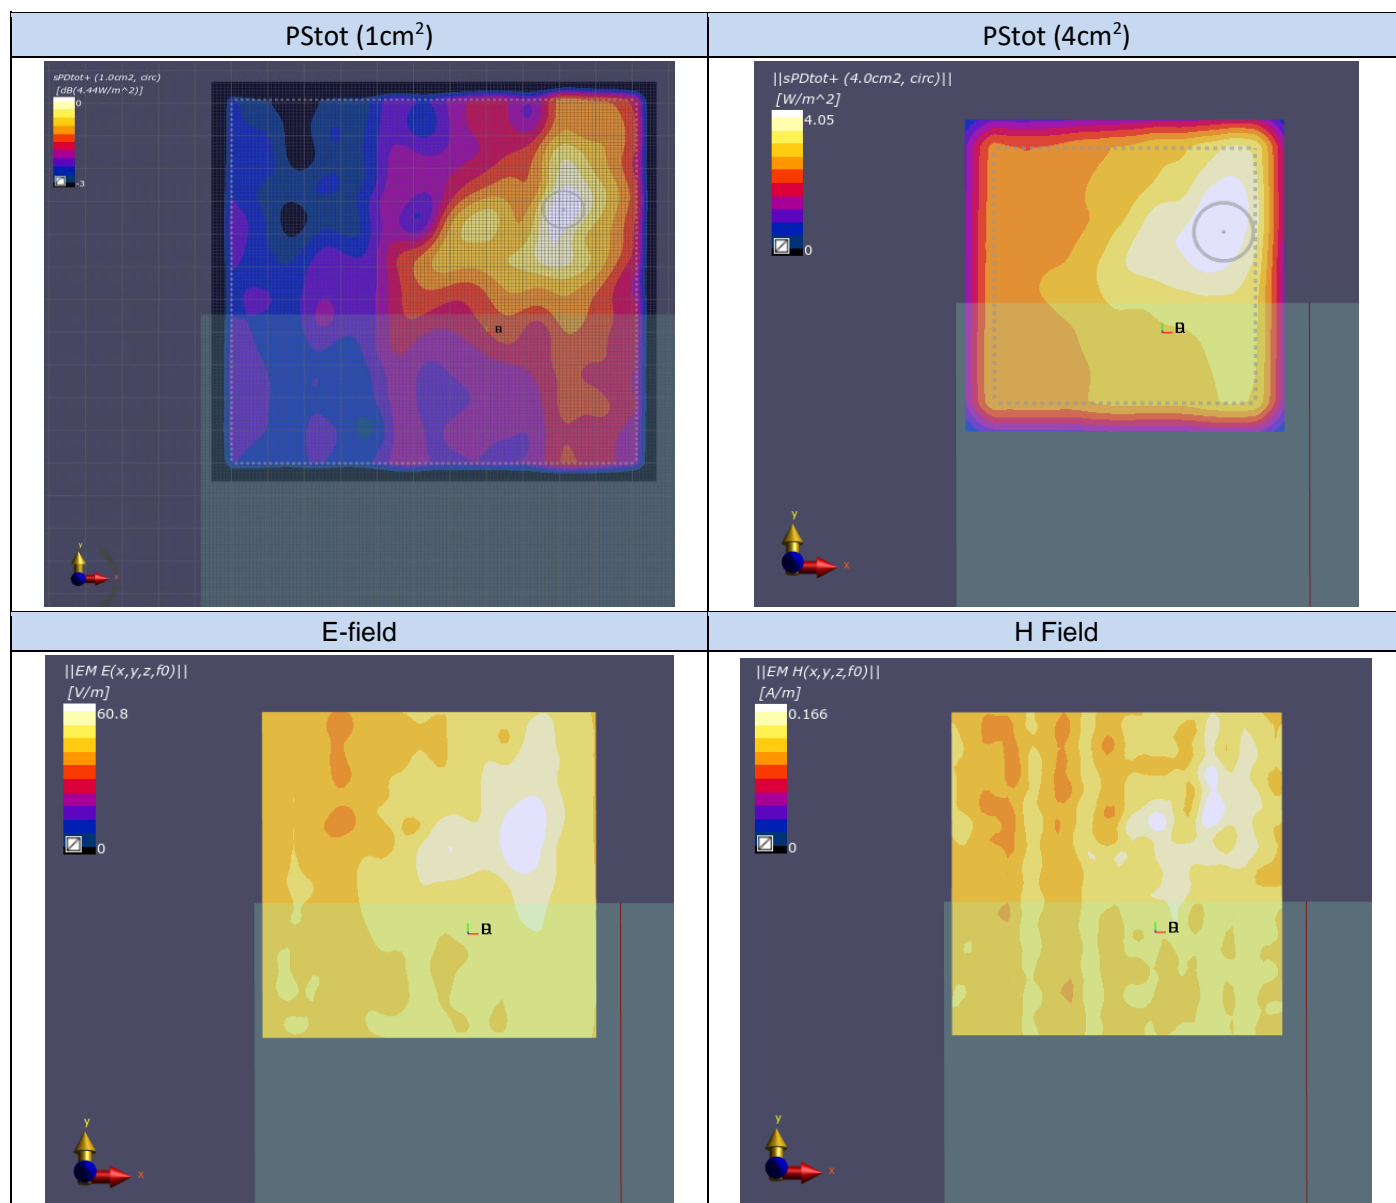 PStot (1cm²)
PStot (4cm²)
sPDtot+ (1.0cm2, circ)
[dB(4.44W/m^2)]
0
-3
y
x
||sPDtot+ (4.0cm2, circ)||
[W/m^2]
4.05
0
y
x
E-field
H Field
||EM E(x,y,z,f0)||
[V/m]
60.8
0
y
x
||EM H(x,y,z,f0)||
[A/m]
0.166
0
y
x